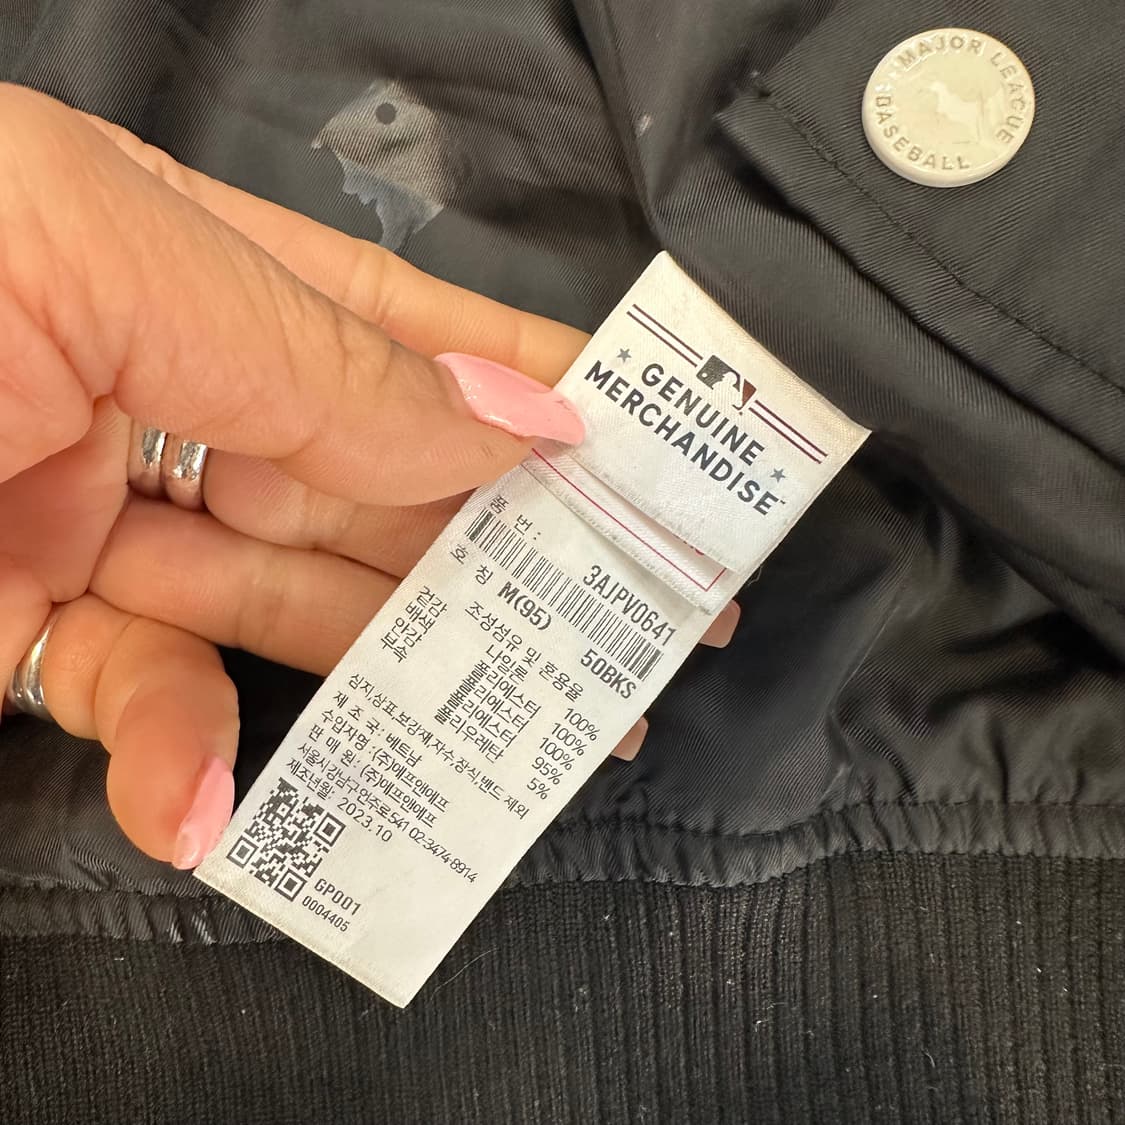 MAJOR LEAGUE
BASEBALL
GENUINE
MERCHANDISE
품 번 :
3AJPV0641
호 칭 M(95) 50BKS
조성섬유 및 혼용율
겉감 나일론 100%
배색 폴리에스터 100%
안감 폴리에스터 100%
부속 폴리에스터 95%
폴리우레탄 5%
심지,상표,보강재,자수,장식밴드 제외
제 조 국: 베트남
수입자명 : (주)에프앤에프
판 매 원: (주)에프앤에프
서울시강남구언주로541 02-3474-8914
제조년월: 2023.10
GP001
0004405